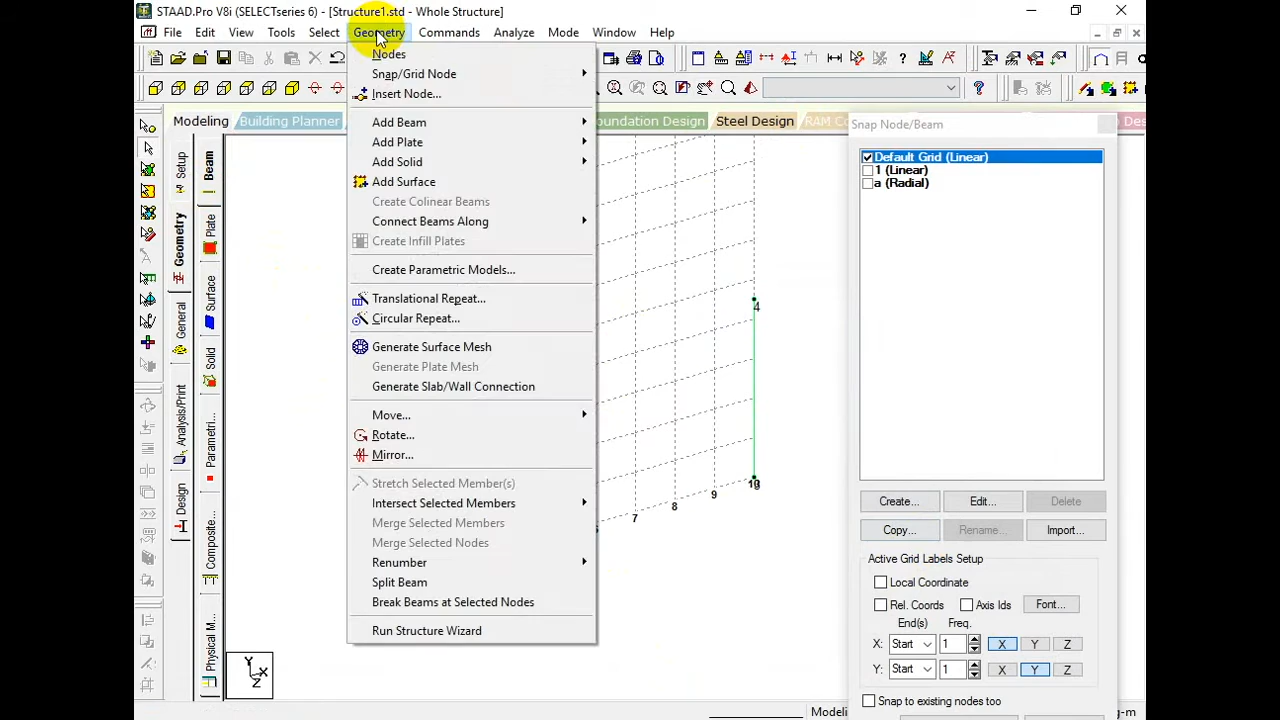 STAAD.Pro V8i (SELECTseries 6) - [Structure1.std - Whole Structure]
File Edit View Tools Select Geometry Commands Analyze Mode Window Help
Nodes
Snap/Grid Node
Insert Node...
Add Beam
Add Plate
Add Solid
Add Surface
Create Colinear Beams
Connect Beams Along
Create Infill Plates
Create Parametric Models...
Translational Repeat...
Circular Repeat...
Generate Surface Mesh
Generate Plate Mesh
Generate Slab/Wall Connection
Move...
Rotate...
Mirror...
Stretch Selected Member(s)
Intersect Selected Members
Merge Selected Members
Merge Selected Nodes
Renumber
Split Beam
Break Beams at Selected Nodes
Run Structure Wizard
Modeling Building Planner oundation Design Steel Design RAM Co
Setup
Geometry
General
Analysis/Print
Design
Beam
Plate
Surface
Solid
Parametri...
Composite...
Physical M...
4
7 8 9
Y
X
Z
Snap Node/Beam
Default Grid (Linear)
1 (Linear)
a (Radial)
Create... Edit... Delete
Copy... Rename... Import...
Active Grid Labels Setup
Local Coordinate
Rel. Coords Axis Ids Font...
End(s) Freq.
X: Start 1 X Y Z
Y: Start 1 X Y Z
Snap to existing nodes too
Modeli
g-m